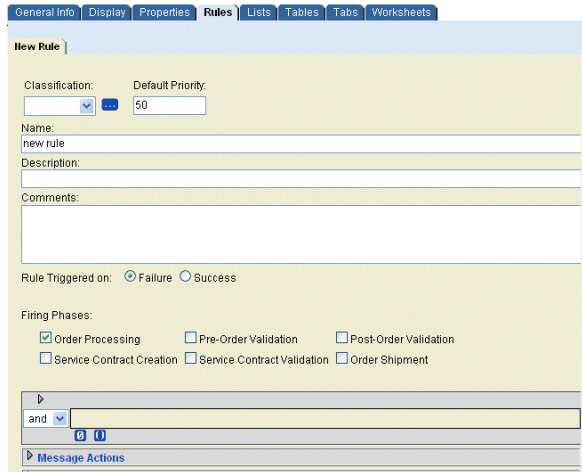 General Info Display Properties Rules Lists Tables Tabs Worksheets
New Rule
Classification: Default Priority:
... 50
Name:
new rule
Description:
Comments:
Rule Triggered on: Failure Success
Firing Phases:
Order Processing Pre-Order Validation Post-Order Validation
Service Contract Creation Service Contract Validation Order Shipment
and
0 ()
Message Actions